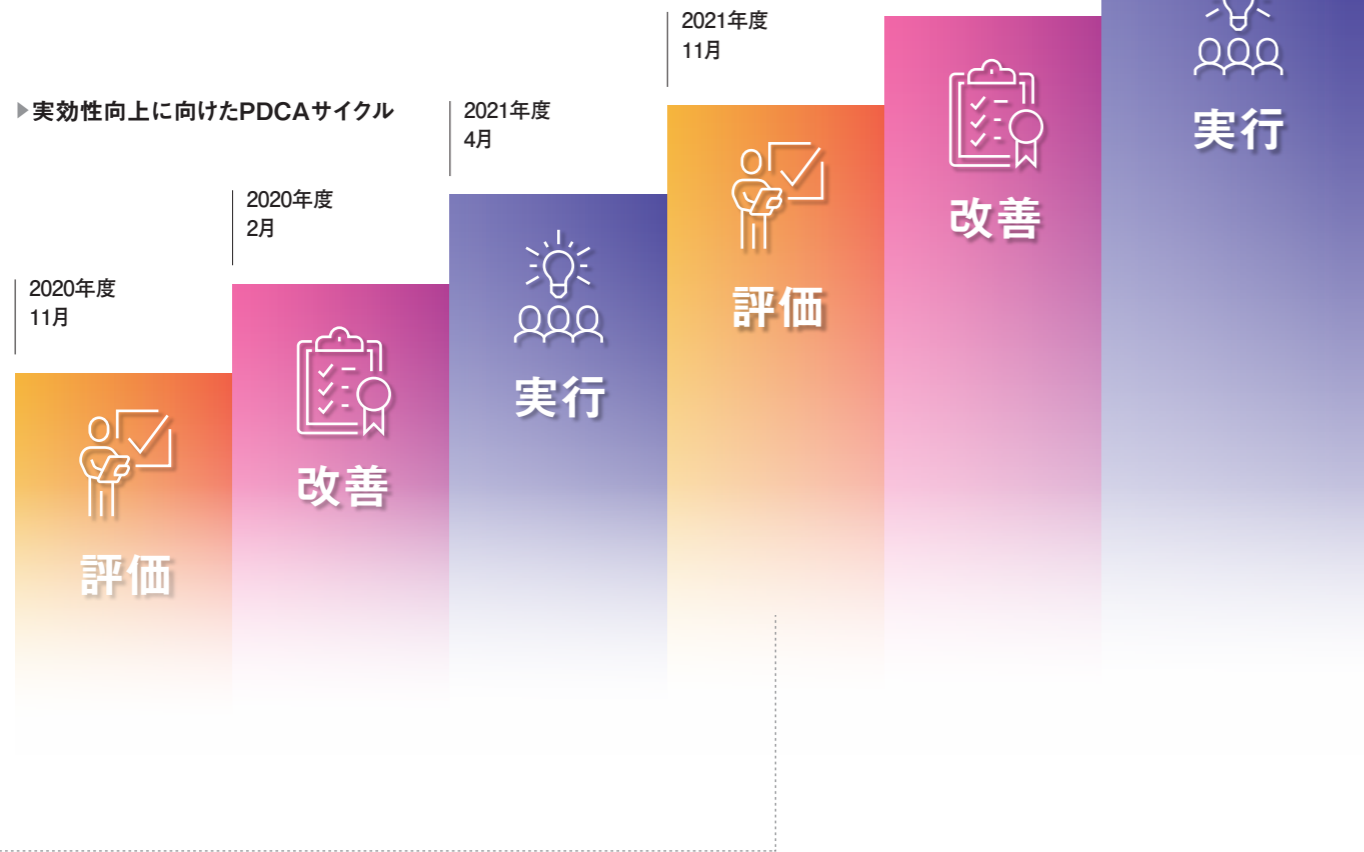 ▶実効性向上に向けたPDCAサイクル
2020年度
11月
評価
2020年度
2月
改善
2021年度
4月
実行
2021年度
11月
評価
改善
実行